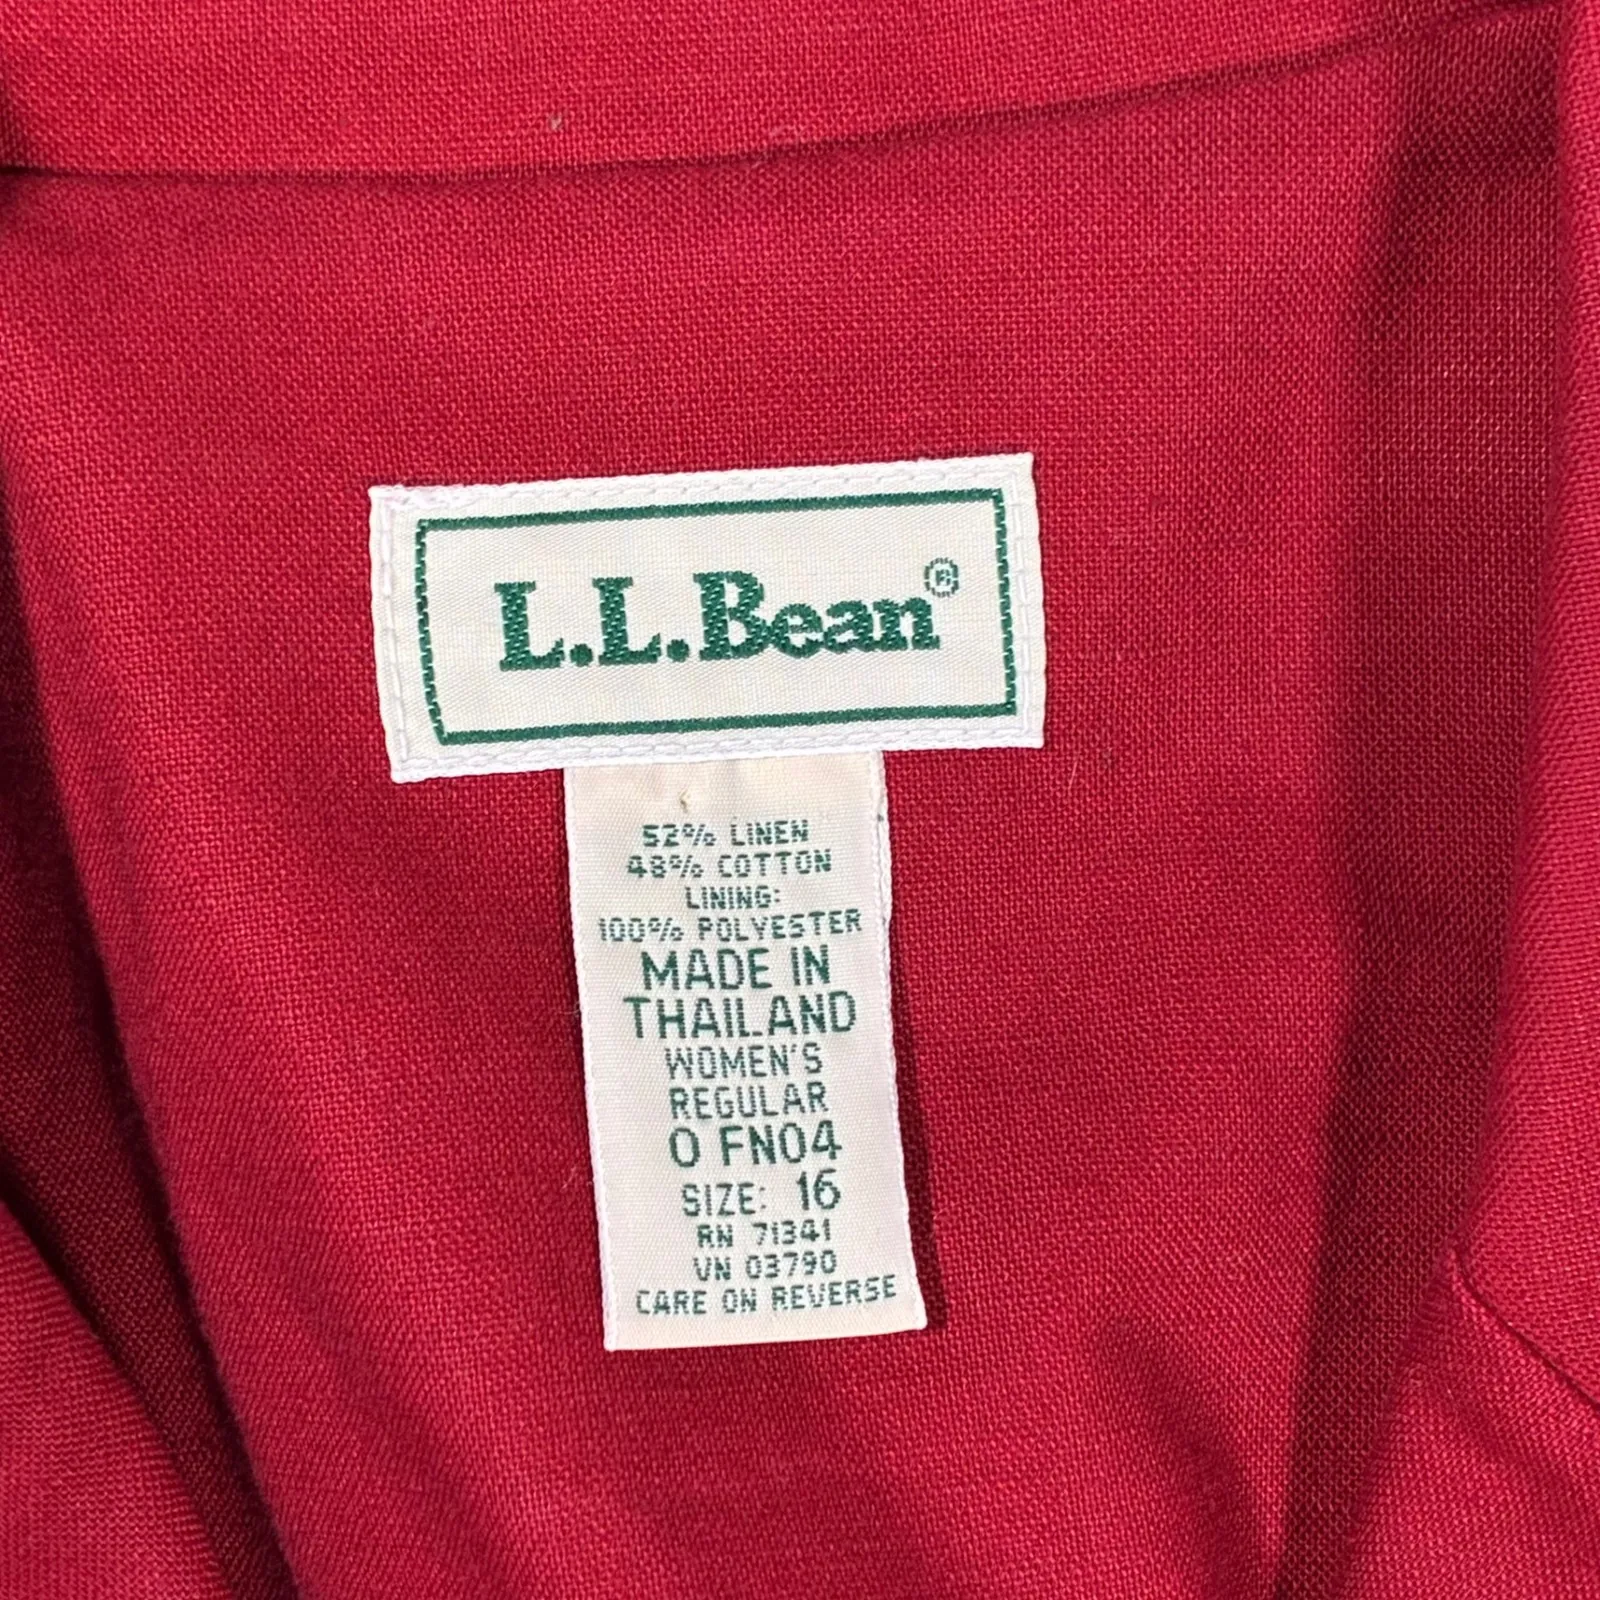 L.L.Bean®
52% LINEN
48% COTTON
LINING:
100% POLYESTER
MADE IN
THAILAND
WOMEN'S
REGULAR
0 FN04
SIZE: 16
RN 71341
VN 03790
CARE ON REVERSE